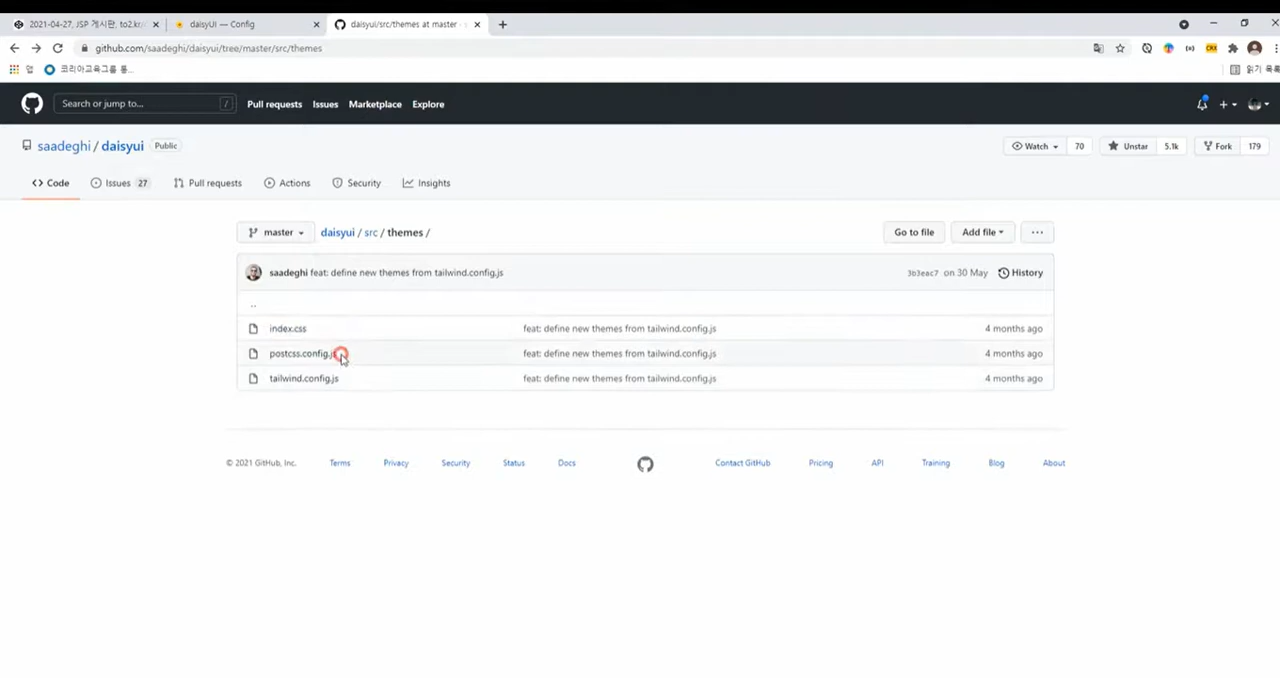 2021-04-27, JSP 게시판, to2.kr/
daisyUI — Config
daisyui/src/themes at master ·
github.com/saadeghi/daisyui/tree/master/src/themes
앱
코리아교육그룹 통...
읽기 목록
Search or jump to...
/
Pull requests
Issues
Marketplace
Explore
saadeghi / daisyui
Public
Watch
70
Unstar
5.1k
Fork
179
<> Code
Issues 27
Pull requests
Actions
Security
Insights
master
daisyui / src / themes /
Go to file
Add file
...
saadeghi feat: define new themes from tailwind.config.js
3b3eac7 on 30 May
History
..
index.css
feat: define new themes from tailwind.config.js
4 months ago
postcss.config.js
feat: define new themes from tailwind.config.js
4 months ago
tailwind.config.js
feat: define new themes from tailwind.config.js
4 months ago
© 2021 GitHub, Inc.
Terms
Privacy
Security
Status
Docs
Contact GitHub
Pricing
API
Training
Blog
About